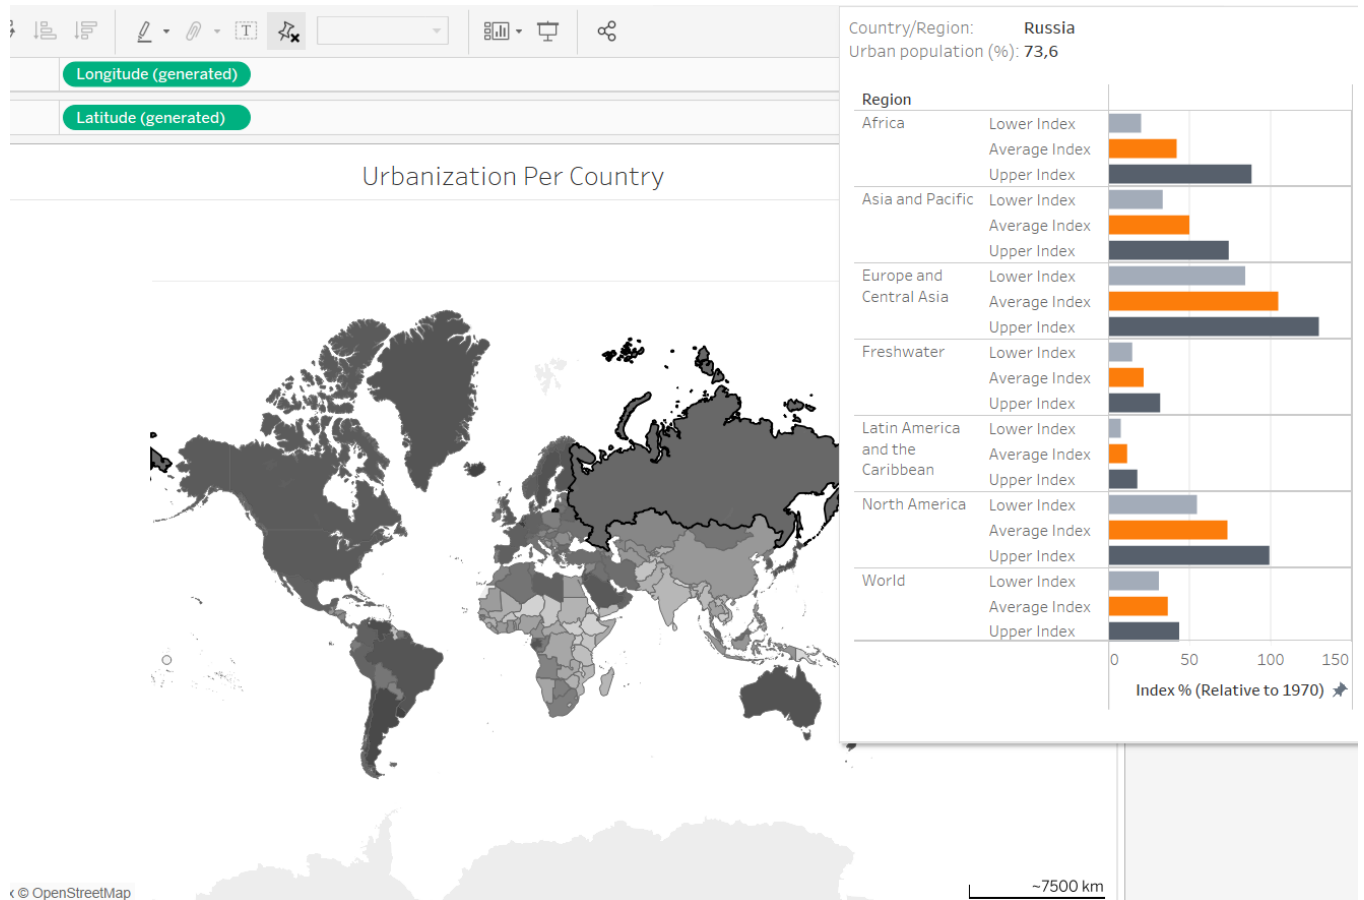 Longitude (generated)
Latitude (generated)
Urbanization Per Country
Country/Region: Russia
Urban population (%): 73,6
Region
Africa Lower Index
Average Index
Upper Index
Asia and Pacific Lower Index
Average Index
Upper Index
Europe and Lower Index
Central Asia Average Index
Upper Index
Freshwater Lower Index
Average Index
Upper Index
Latin America Lower Index
and the Average Index
Caribbean Upper Index
North America Lower Index
Average Index
Upper Index
World Lower Index
Average Index
Upper Index
0 50 100 150
Index % (Relative to 1970)
© OpenStreetMap
~7500 km